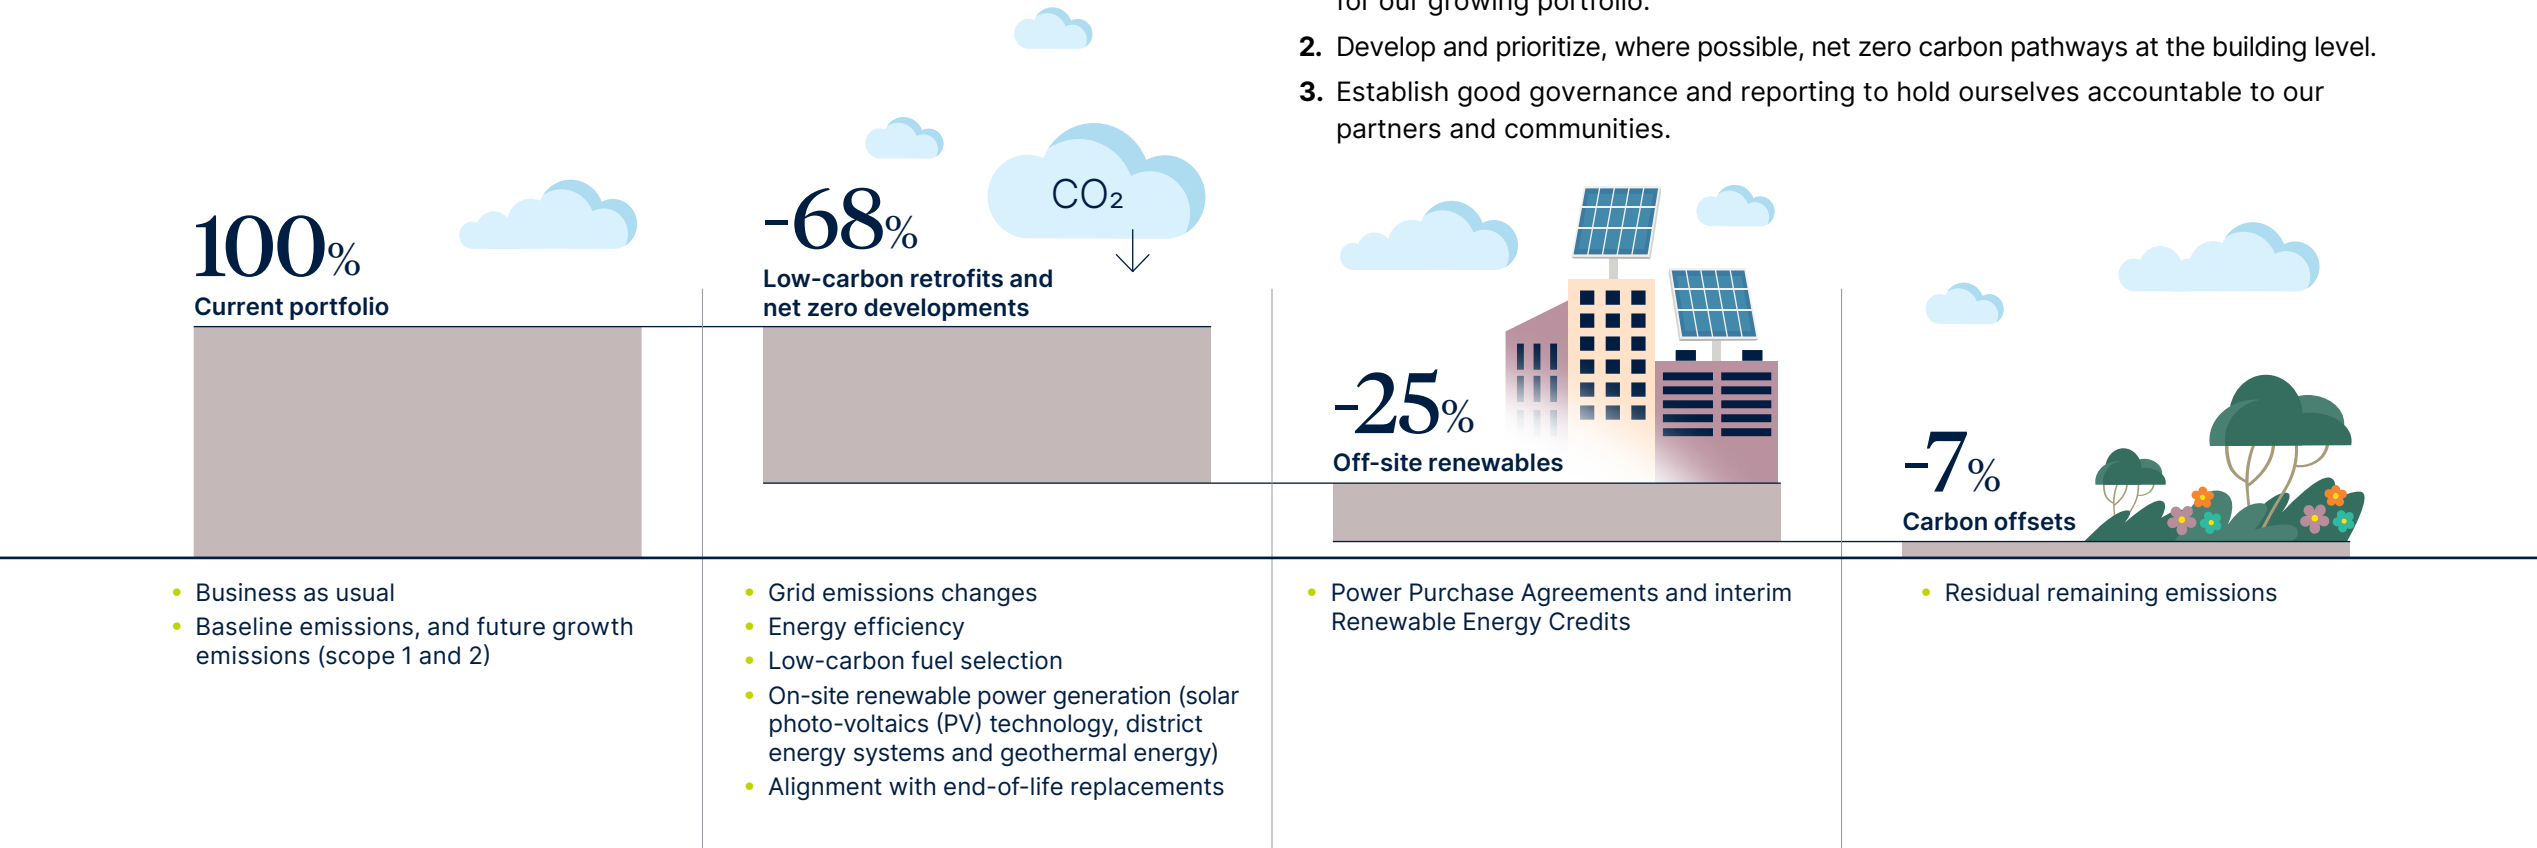 for our growing portfolio.
2. Develop and prioritize, where possible, net zero carbon pathways at the building level.
3. Establish good governance and reporting to hold ourselves accountable to our
partners and communities.
100%
Current portfolio
-68%
Low-carbon retrofits and
net zero developments
CO₂
-25%
Off-site renewables
-7%
Carbon offsets
• Business as usual
• Baseline emissions, and future growth
emissions (scope 1 and 2)
• Grid emissions changes
• Energy efficiency
• Low-carbon fuel selection
• On-site renewable power generation (solar
photo-voltaics (PV) technology, district
energy systems and geothermal energy)
• Alignment with end-of-life replacements
• Power Purchase Agreements and interim
Renewable Energy Credits
• Residual remaining emissions